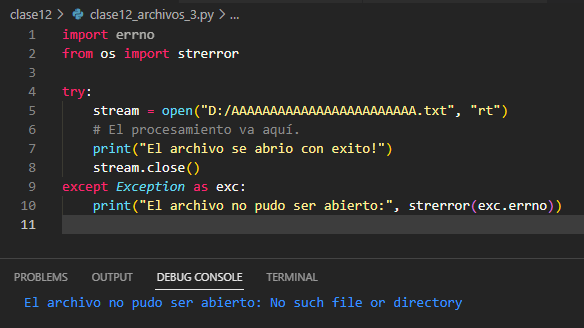 clase12 > clase12_archivos_3.py > ...
1 import errno
2 from os import strerror
3
4 try:
5 stream = open("D:/AAAAAAAAAAAAAAAAAAAAAAAA.txt", "rt")
6 # El procesamiento va aquí.
7 print("El archivo se abrio con exito!")
8 stream.close()
9 except Exception as exc:
10 print("El archivo no pudo ser abierto:", strerror(exc.errno))
11
PROBLEMS OUTPUT DEBUG CONSOLE TERMINAL
El archivo no pudo ser abierto: No such file or directory